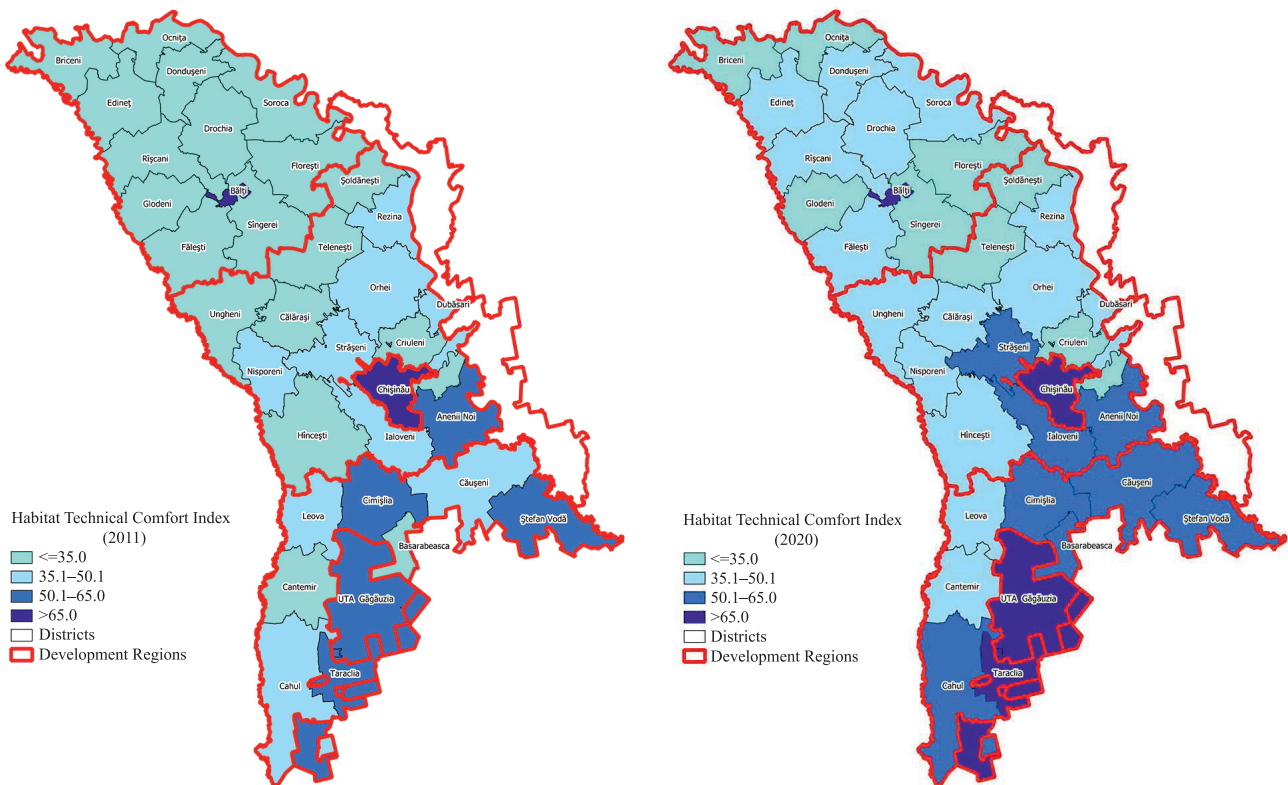 Ocnița
Briceni
Dondușeni
Edineț
Soroca
Drochia
Rîșcani
Florești
Șoldănești
Bălți
Glodeni
Rezina
Sîngerei
Fălești
Telenești
Orhei
Ungheni
Călărași
Dubăsari
Strășeni
Criuleni
Nisporeni
Chișinău
Anenii Noi
Hîncești
Ialoveni
Căușeni
Cimișlia
Leova
Ștefan Vodă
Basarabeasca
Cantemir
UTA Găgăuzia
Taraclia
Cahul
Habitat Technical Comfort Index
(2011)
<=35.0
35.1–50.1
50.1–65.0
>65.0
Districts
Development Regions
Ocnița
Briceni
Dondușeni
Edineț
Soroca
Drochia
Rîșcani
Florești
Șoldănești
Bălți
Glodeni
Rezina
Sîngerei
Fălești
Telenești
Orhei
Dubăsari
Ungheni
Călărași
Strășeni
Criuleni
Nisporeni
Chișinău
Anenii Noi
Hîncești
Ialoveni
Căușeni
Cimișlia
Leova
Ștefan Vodă
Basarabeasca
Cantemir
UTA Găgăuzia
Taraclia
Cahul
Habitat Technical Comfort Index
(2020)
<=35.0
35.1–50.1
50.1–65.0
>65.0
Districts
Development Regions